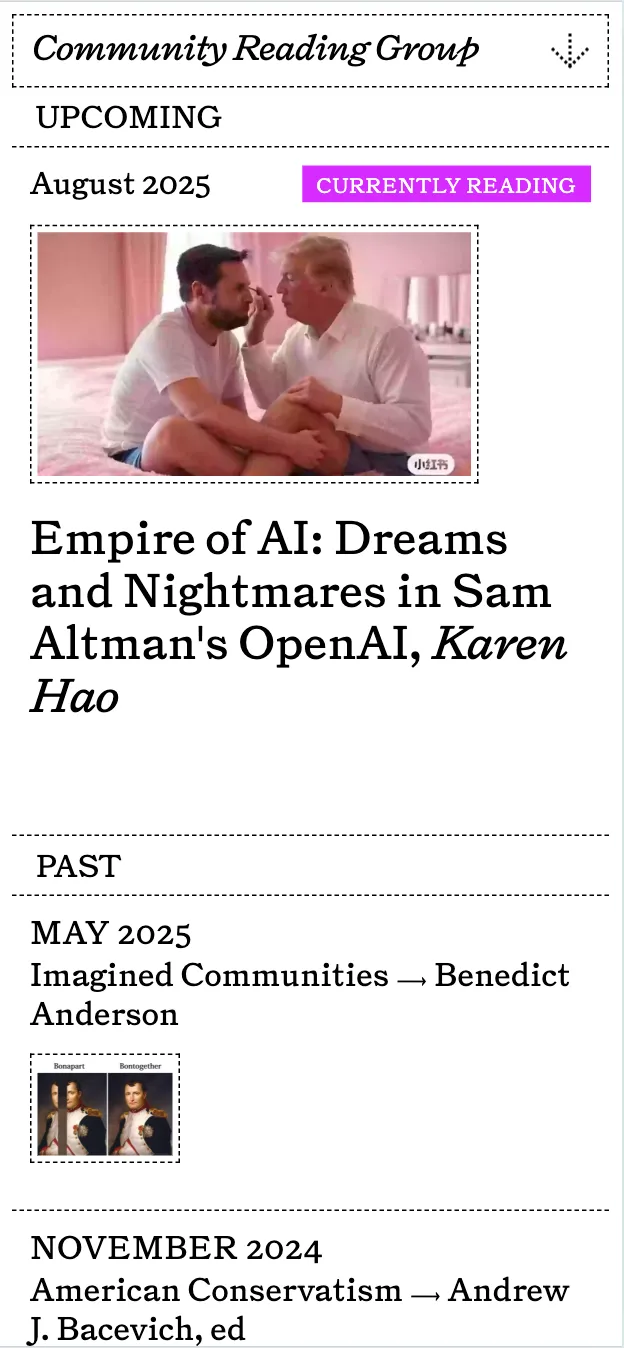 Community Reading Group
UPCOMING
August 2025
CURRENTLY READING
小红书
Empire of AI: Dreams
and Nightmares in Sam
Altman's OpenAI, Karen
Hao
PAST
MAY 2025
Imagined Communities → Benedict
Anderson
Bonapart Bontogether
NOVEMBER 2024
American Conservatism → Andrew
J. Bacevich, ed